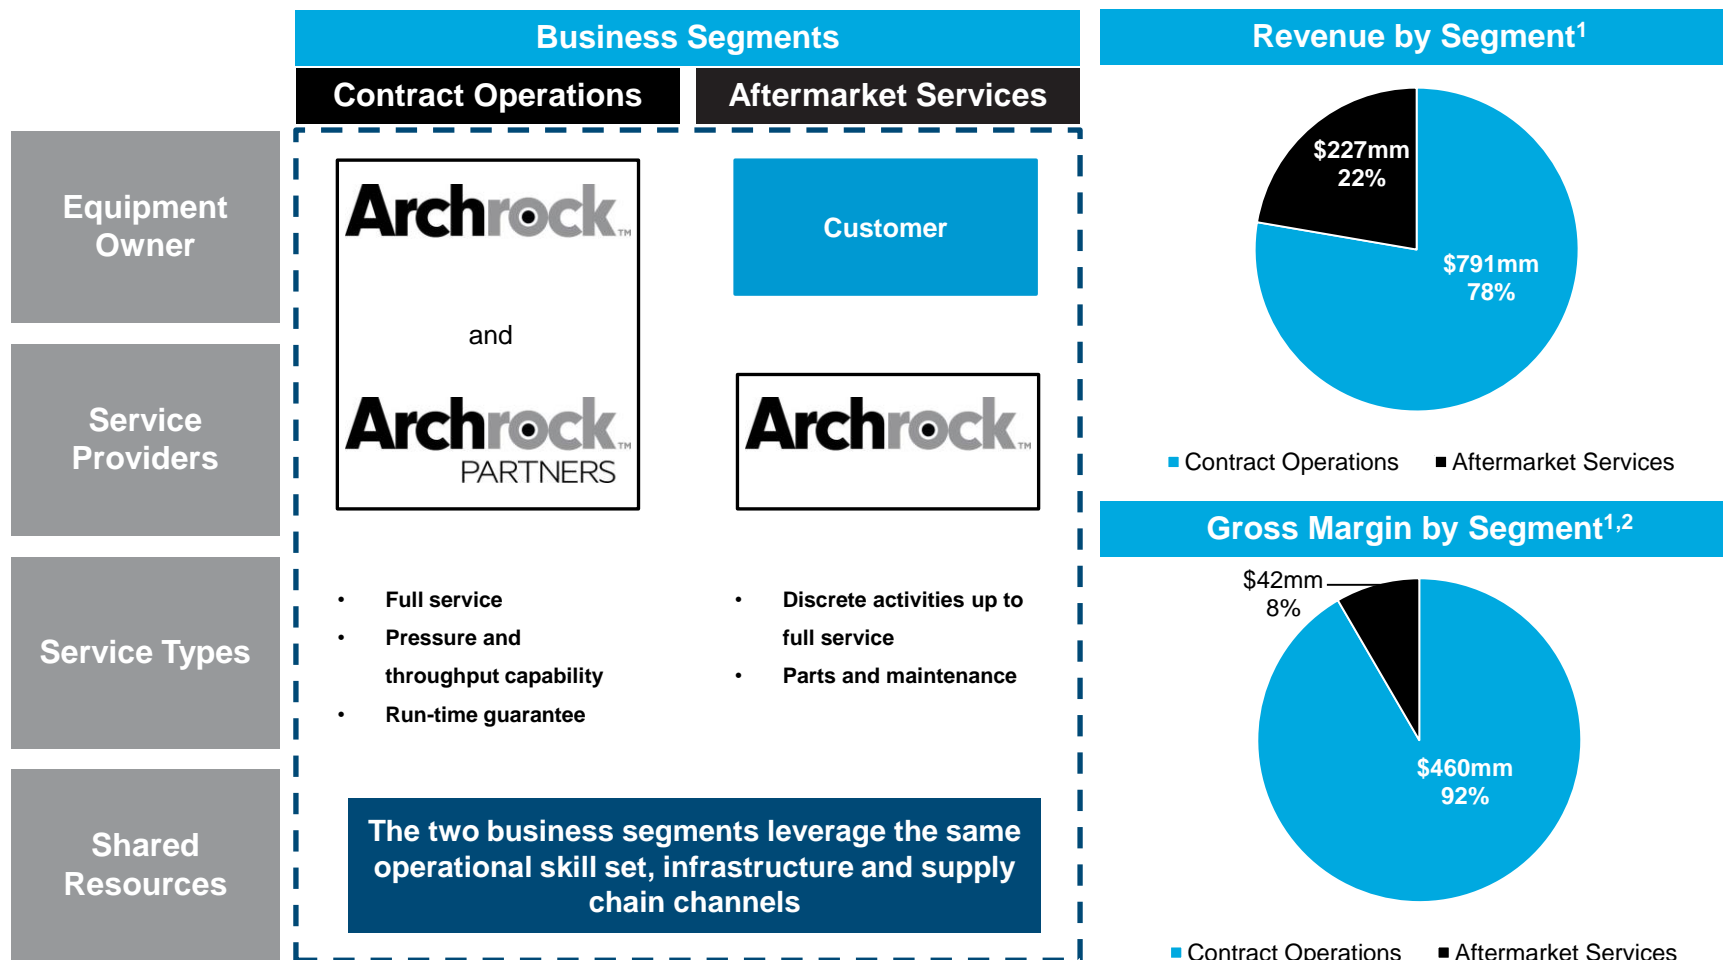 Business Segments
Contract Operations
Aftermarket Services
Equipment
Owner
Archrock™
and
Archrock™
PARTNERS
Customer
Service
Providers
Archrock™
Service Types
• Full service
• Pressure and
throughput capability
• Run-time guarantee
• Discrete activities up to
full service
• Parts and maintenance
Shared
Resources
The two business segments leverage the same
operational skill set, infrastructure and supply
chain channels
Revenue by Segment¹
$227mm
22%
$791mm
78%
Contract Operations
Aftermarket Services
Gross Margin by Segment¹,²
$42mm
8%
$460mm
92%
Contract Operations
Aftermarket Services